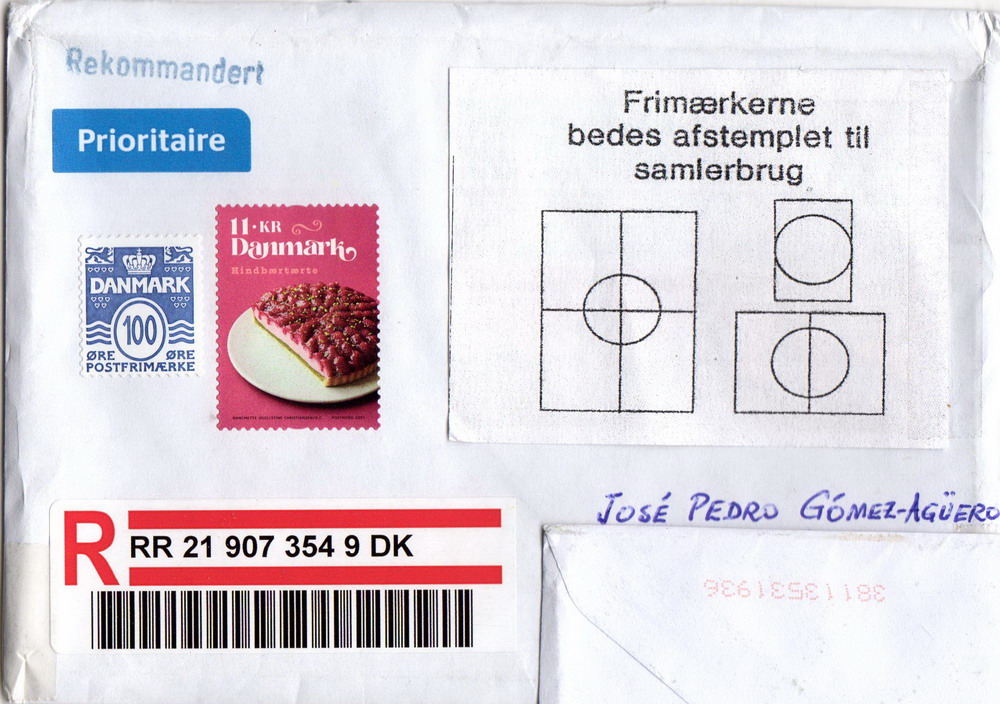 Rekommandert
Prioritaire
Frimærkerne
bedes afstemplet til
samlerbrug
11·KR
Danmark
Hindbærtærte
DANMARK
100
ØRE ØRE
POSTFRIMÆRKE
JOSÉ PEDRO GÓMEZ-AGÜERO
R
RR 21 907 354 9 DK
38113531936